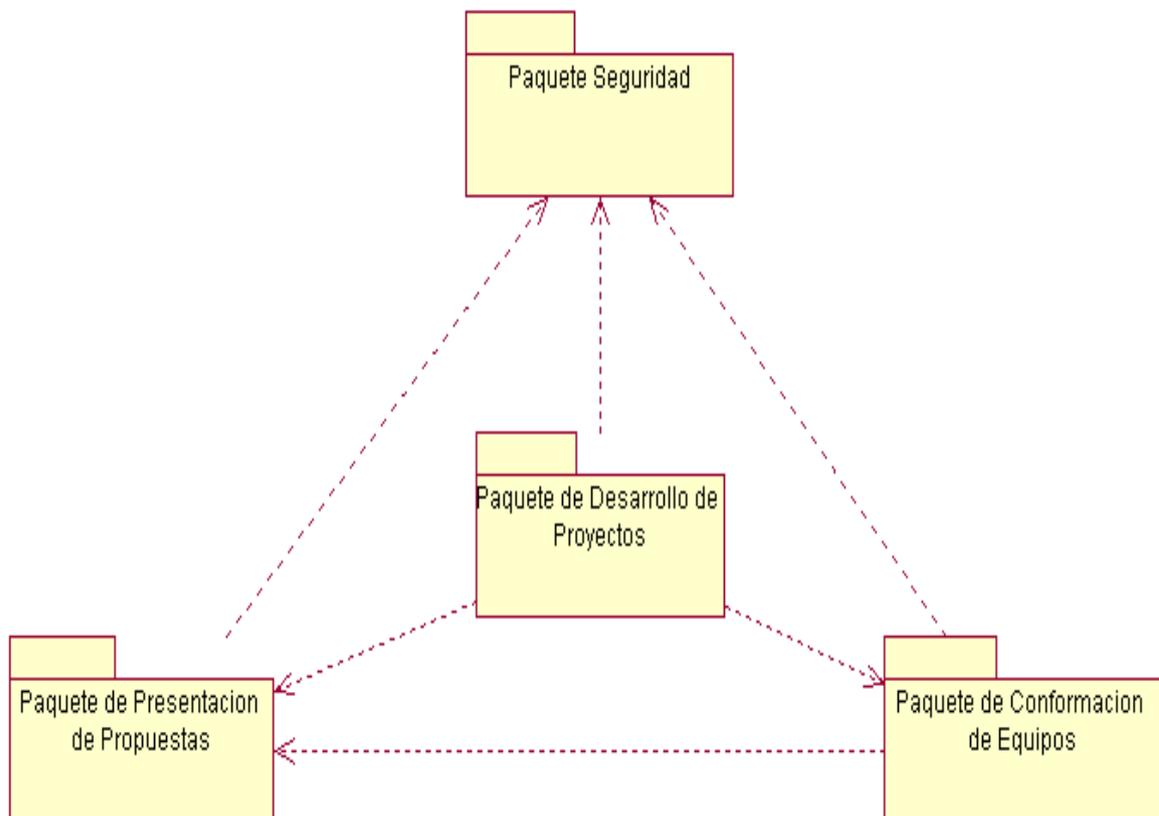 Paquete Seguridad
Paquete de Desarrollo de
Proyectos
Paquete de Presentacion
de Propuestas
Paquete de Conformacion
de Equipos